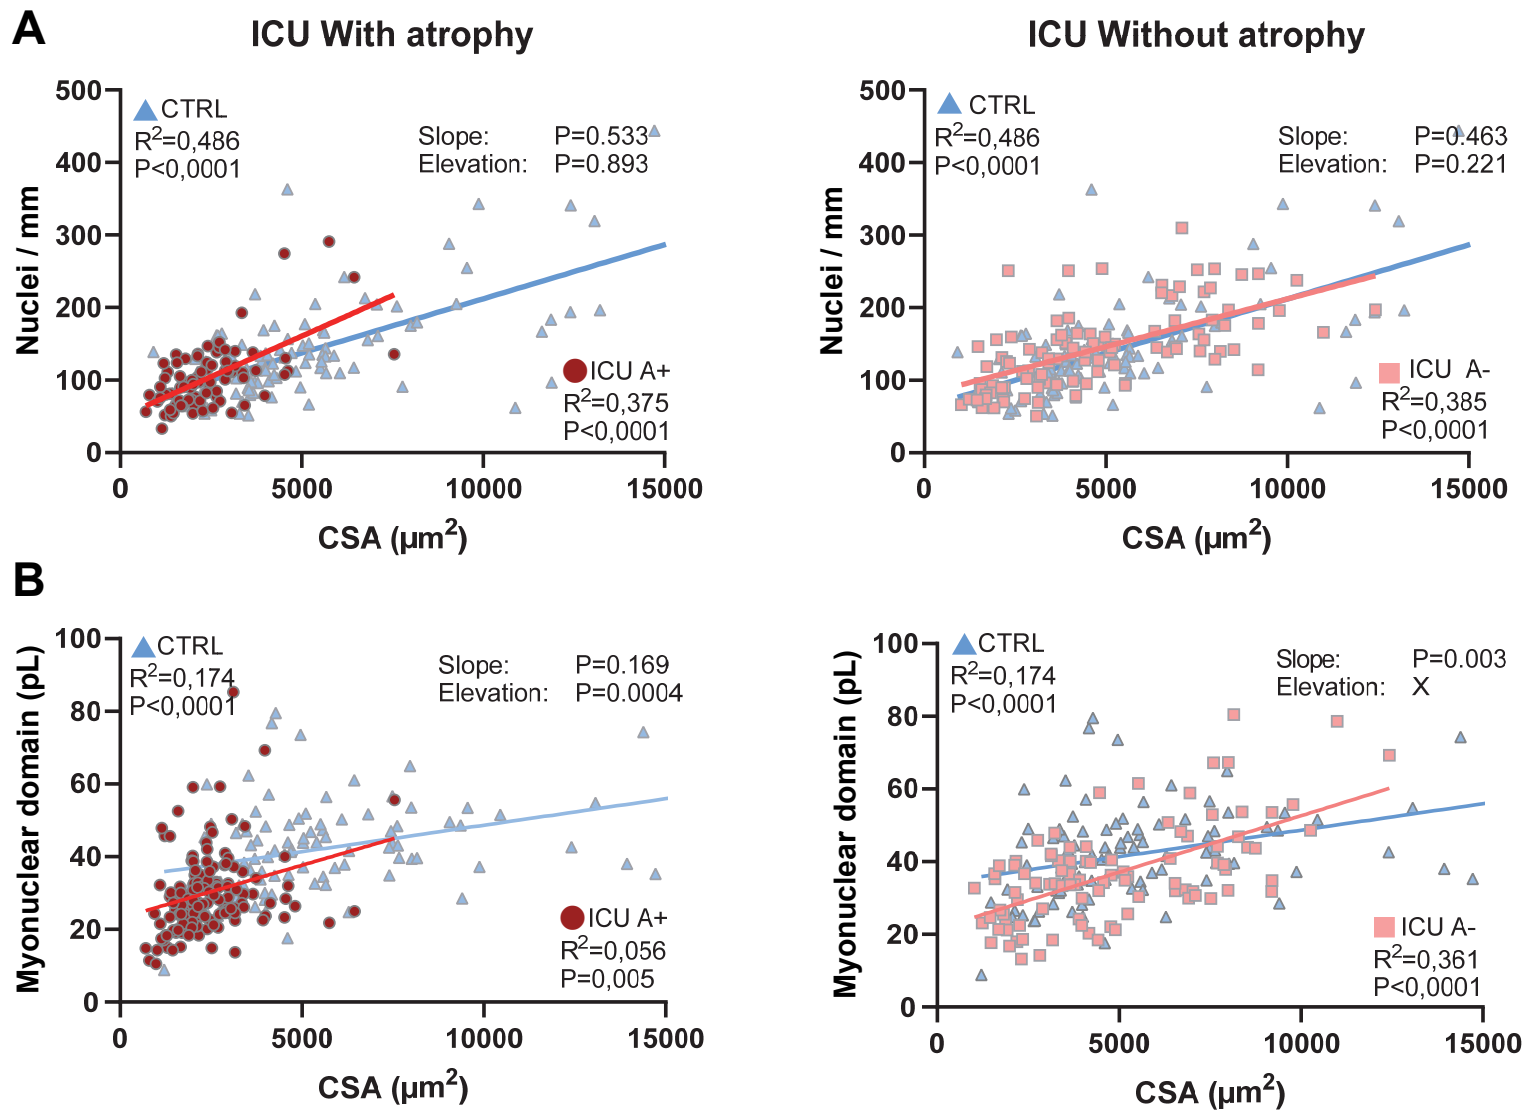 A
ICU With atrophy
ICU Without atrophy
Nuclei / mm
500
400
300
200
100
0
CTRL
R²=0,486
P<0,0001
Slope: P=0.533
Elevation: P=0.893
ICU A+
R²=0,375
P<0,0001
0 5000 10000 15000
CSA (µm²)
Nuclei / mm
500
400
300
200
100
0
CTRL
R²=0,486
P<0,0001
Slope: P=0.463
Elevation: P=0.221
ICU A-
R²=0,385
P<0,0001
0 5000 10000 15000
CSA (µm²)
B
Myonuclear domain (pL)
100
80
60
40
20
0
CTRL
R²=0,174
P<0,0001
Slope: P=0.169
Elevation: P=0.0004
ICU A+
R²=0,056
P=0,005
0 5000 10000 15000
CSA (µm²)
Myonuclear domain (pL)
100
80
60
40
20
0
CTRL
R²=0,174
P<0,0001
Slope: P=0.003
Elevation: X
ICU A-
R²=0,361
P<0,0001
0 5000 10000 15000
CSA (µm²)